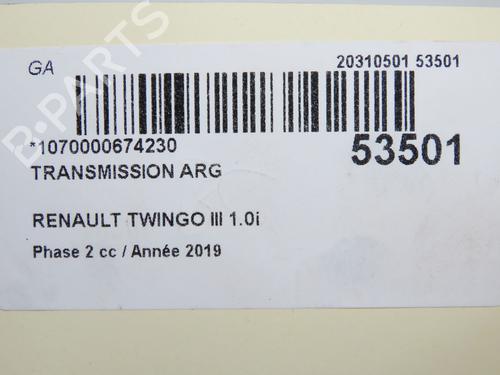 GA
20310501 53501
*1070000674230
53501
TRANSMISSION ARG
RENAULT TWINGO III 1.0i
Phase 2 cc / Année 2019
B-PARTS